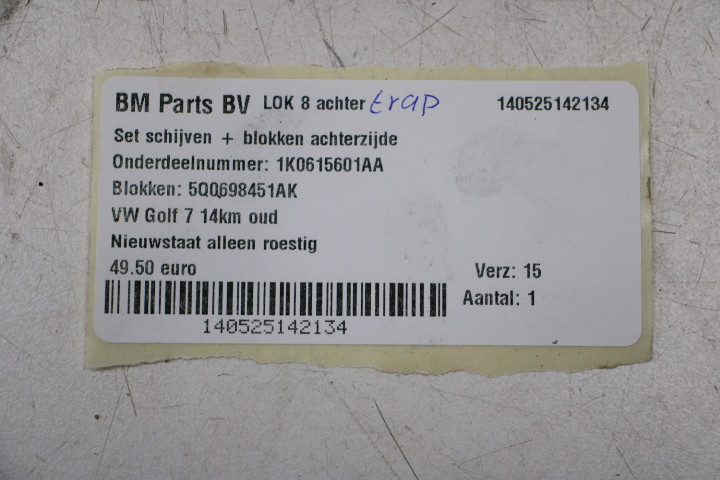 BM Parts BV LOK 8 achter trap 140525142134
Set schijven + blokken achterzijde
Onderdeelnummer: 1K0615601AA
Blokken: 5Q0698451AK
VW Golf 7 14km oud
Nieuwstaat alleen roestig
49.50 euro Verz: 15
Aantal: 1
140525142134